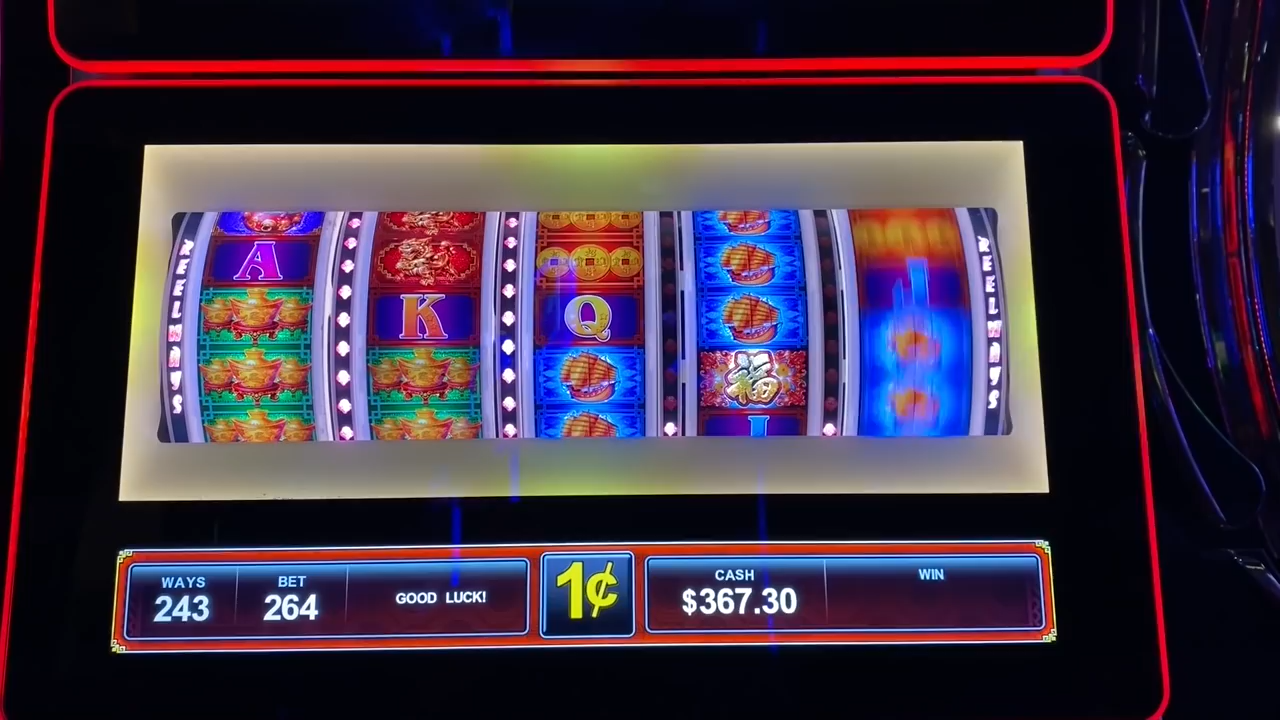 REEL WAYS
A
K
Q
福
J
REEL WAYS
WAYS
243
BET
264
GOOD LUCK!
1¢
CASH
$367.30
WIN